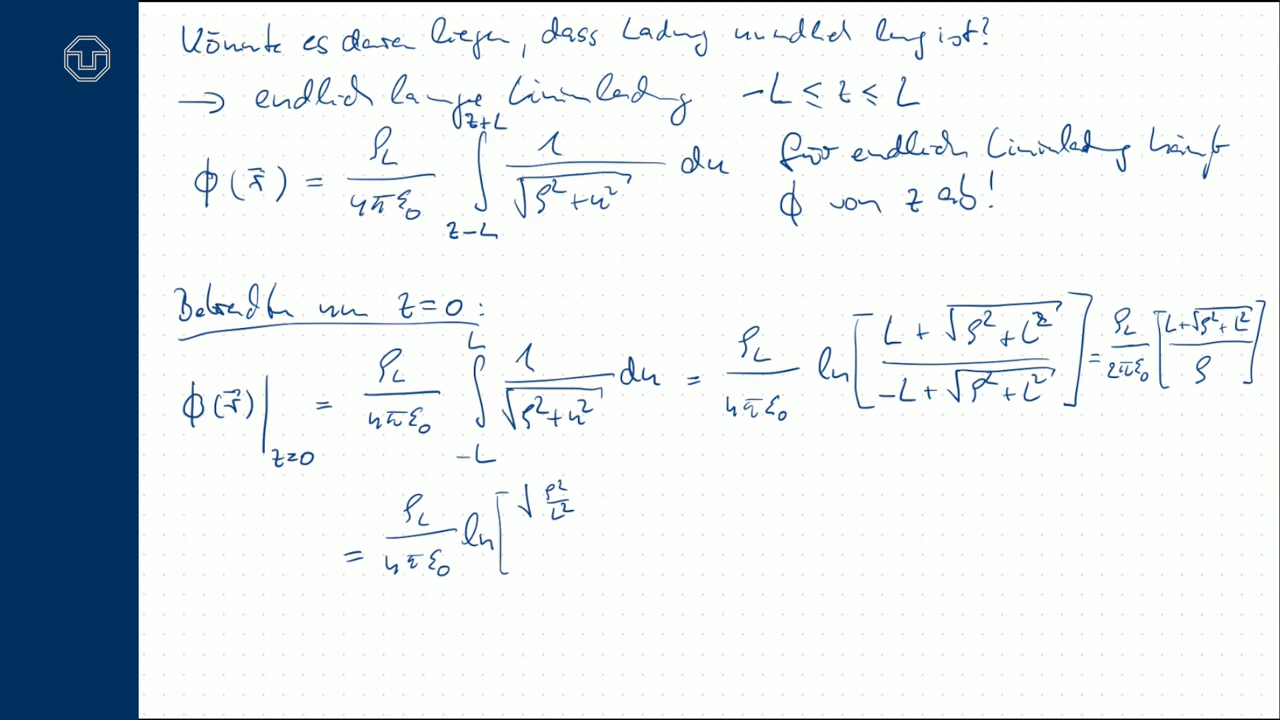 Könnte es daran liegen, dass Ladung unendlich lang ist?
→ endlich lange Linienladung -L ≤ z ≤ L
ϕ(r⃗) = ρ_L/(4πε₀) ∫_{z-L}^{z+L} 1/√(ρ²+u²) du für endlich Linienladung hängt
ϕ von z ab!
Betrachten nun z=0:
ϕ(r⃗)|_{z=0} = ρ_L/(4πε₀) ∫_{-L}^{L} 1/√(ρ²+u²) du = ρ_L/(4πε₀) ln[(L+√(ρ²+L²))/(-L+√(ρ²+L²))] = ρ_L/(2πε₀) [(L+√(ρ²+L²))/ρ]
= ρ_L/(4πε₀) ln[√(ρ²/L²)